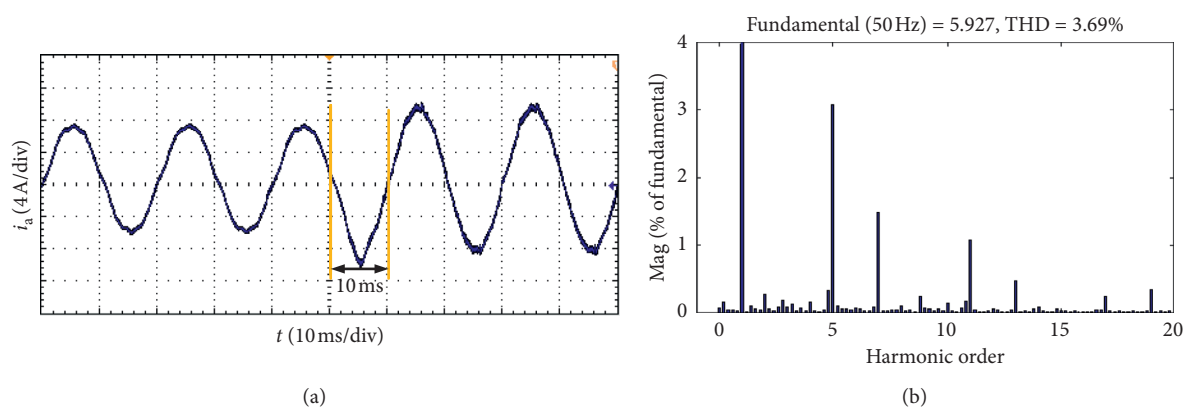 i_a (4 A/div)
10 ms
t (10 ms/div)
(a)
Fundamental (50 Hz) = 5.927, THD = 3.69%
Mag (% of fundamental)
4
3
2
1
0
0 5 10 15 20
Harmonic order
(b)